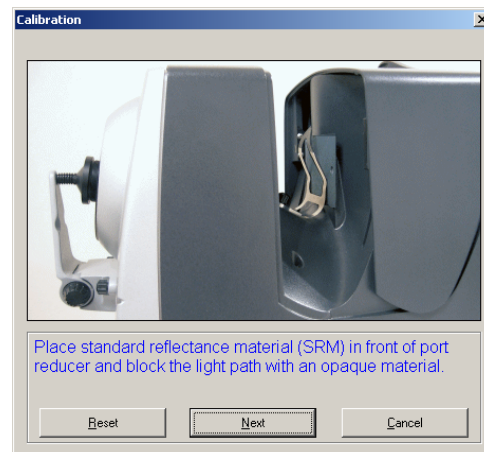 Calibration
Place standard reflectance material (SRM) in front of port
reducer and block the light path with an opaque material.
Reset
Next
Cancel